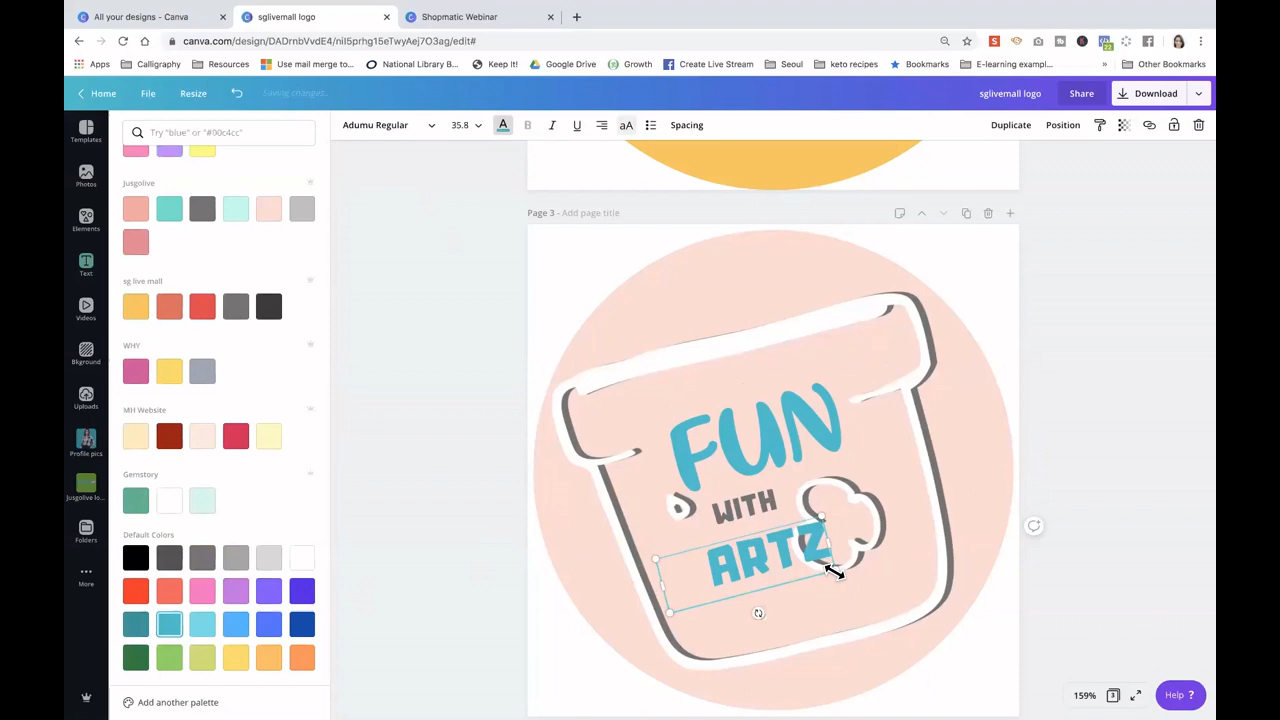 All your designs - Canva
sglivemall logo
Shopmatic Webinar
canva.com/design/DADrnbVvdE4/niI5prhg15eTwyAej7O3ag/edit#
Apps
Calligraphy
Resources
Use mail merge to...
National Library B...
Keep It!
Google Drive
Growth
Create Live Stream
Seoul
keto recipes
Bookmarks
E-learning exampl...
»
Other Bookmarks
Home
File
Resize
Saving changes...
sglivemall logo
Share
Download
Try "blue" or "#00c4cc"
Adumu Regular
35.8
A
B
I
U
aA
Spacing
Duplicate
Position
Templates
Photos
Elements
Text
Videos
Bkground
Uploads
Profile pics
Jusgolive lo...
Folders
More
Jusgolive
sg live mall
WHY
MH Website
Gemstory
Default Colors
Add another palette
Page 3 - Add page title
FUN
WITH
ARTZ
159%
3
Help ?